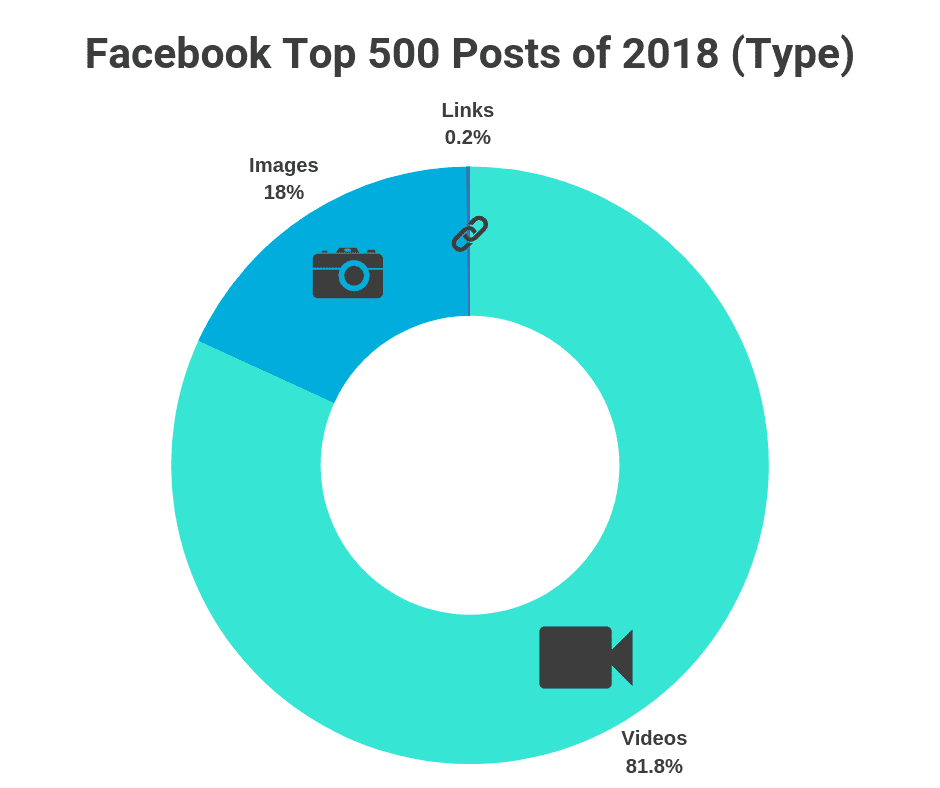 Facebook Top 500 Posts of 2018 (Type)
Links
0.2%
Images
18%
Videos
81.8%